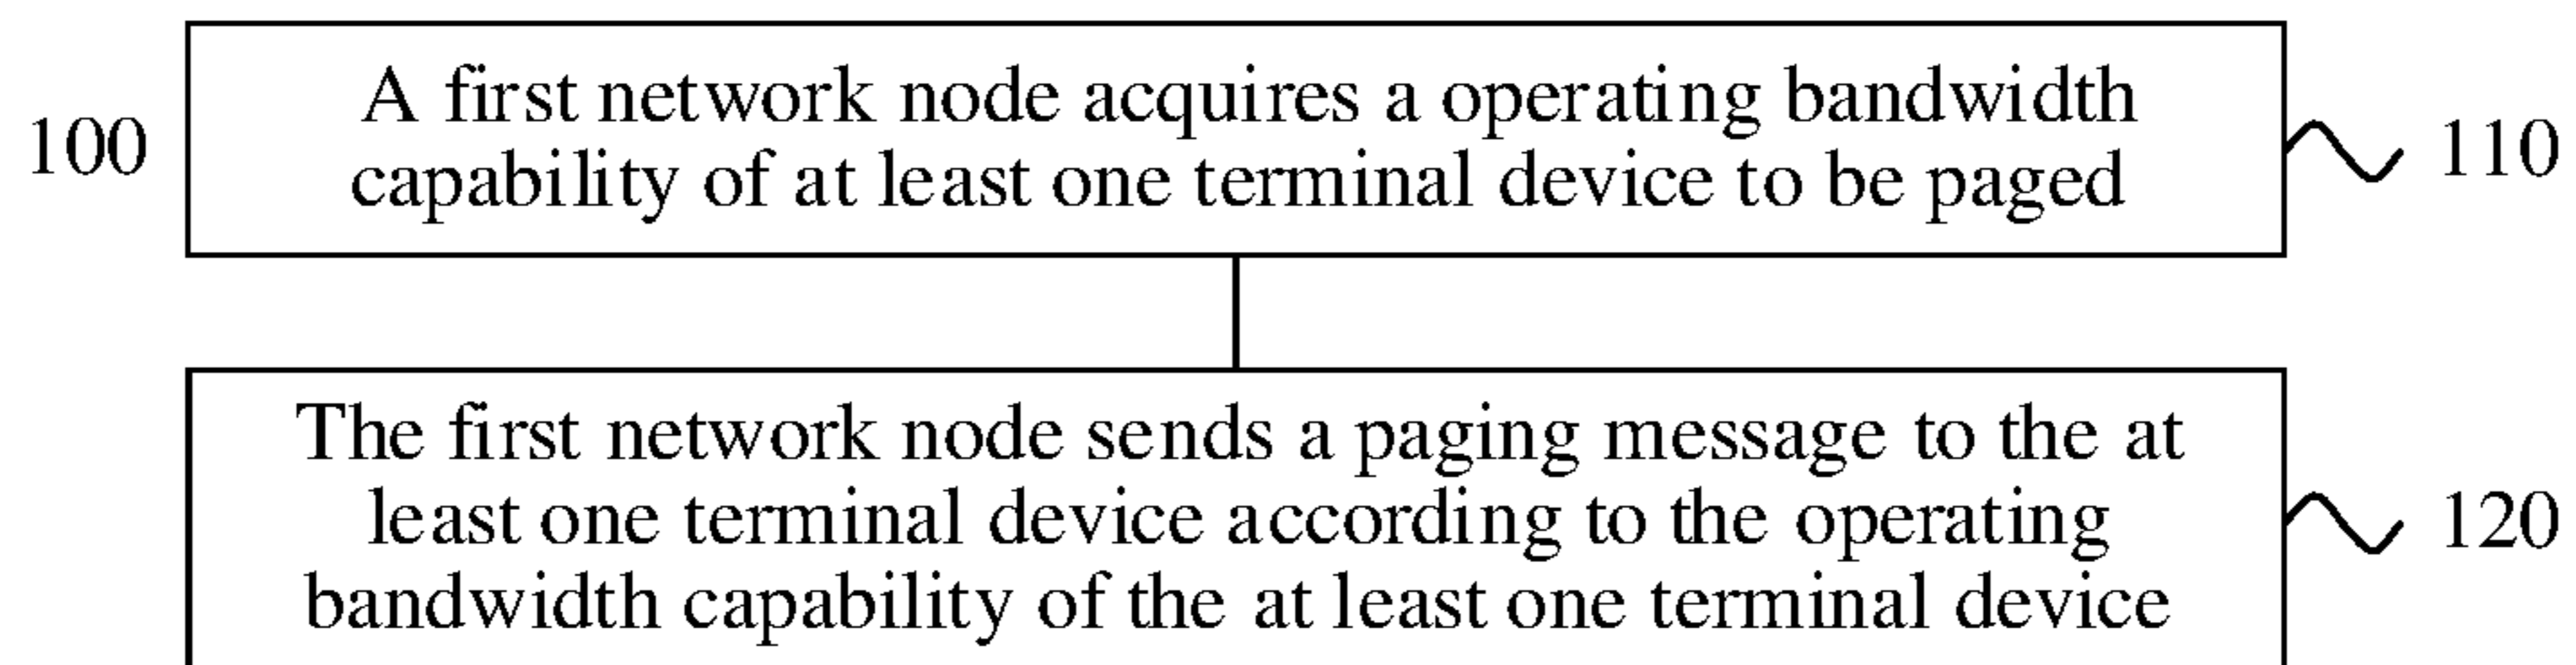 A first network node acquires a operating bandwidth
100
capability of at least one terminal device to be paged
110
The first network node sends a paging message to the at
least one terminal device according to the operating
120
bandwidth capability of the at least one terminal device